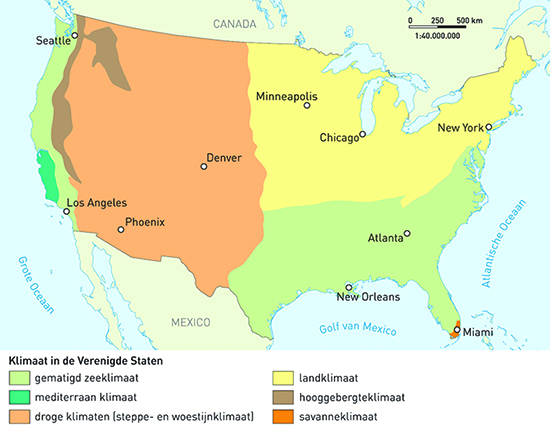 CANADA
0 250 500 km
1:40.000.000
Seattle
Minneapolis
Chicago
New York
Denver
Los Angeles
Phoenix
Atlanta
Atlantische Oceaan
Grote Oceaan
New Orleans
MEXICO
Golf van Mexico
Miami
Klimaat in de Verenigde Staten
gematigd zeeklimaat
landklimaat
mediterraan klimaat
hooggebergteklimaat
droge klimaten (steppe- en woestijnklimaat)
savanneklimaat